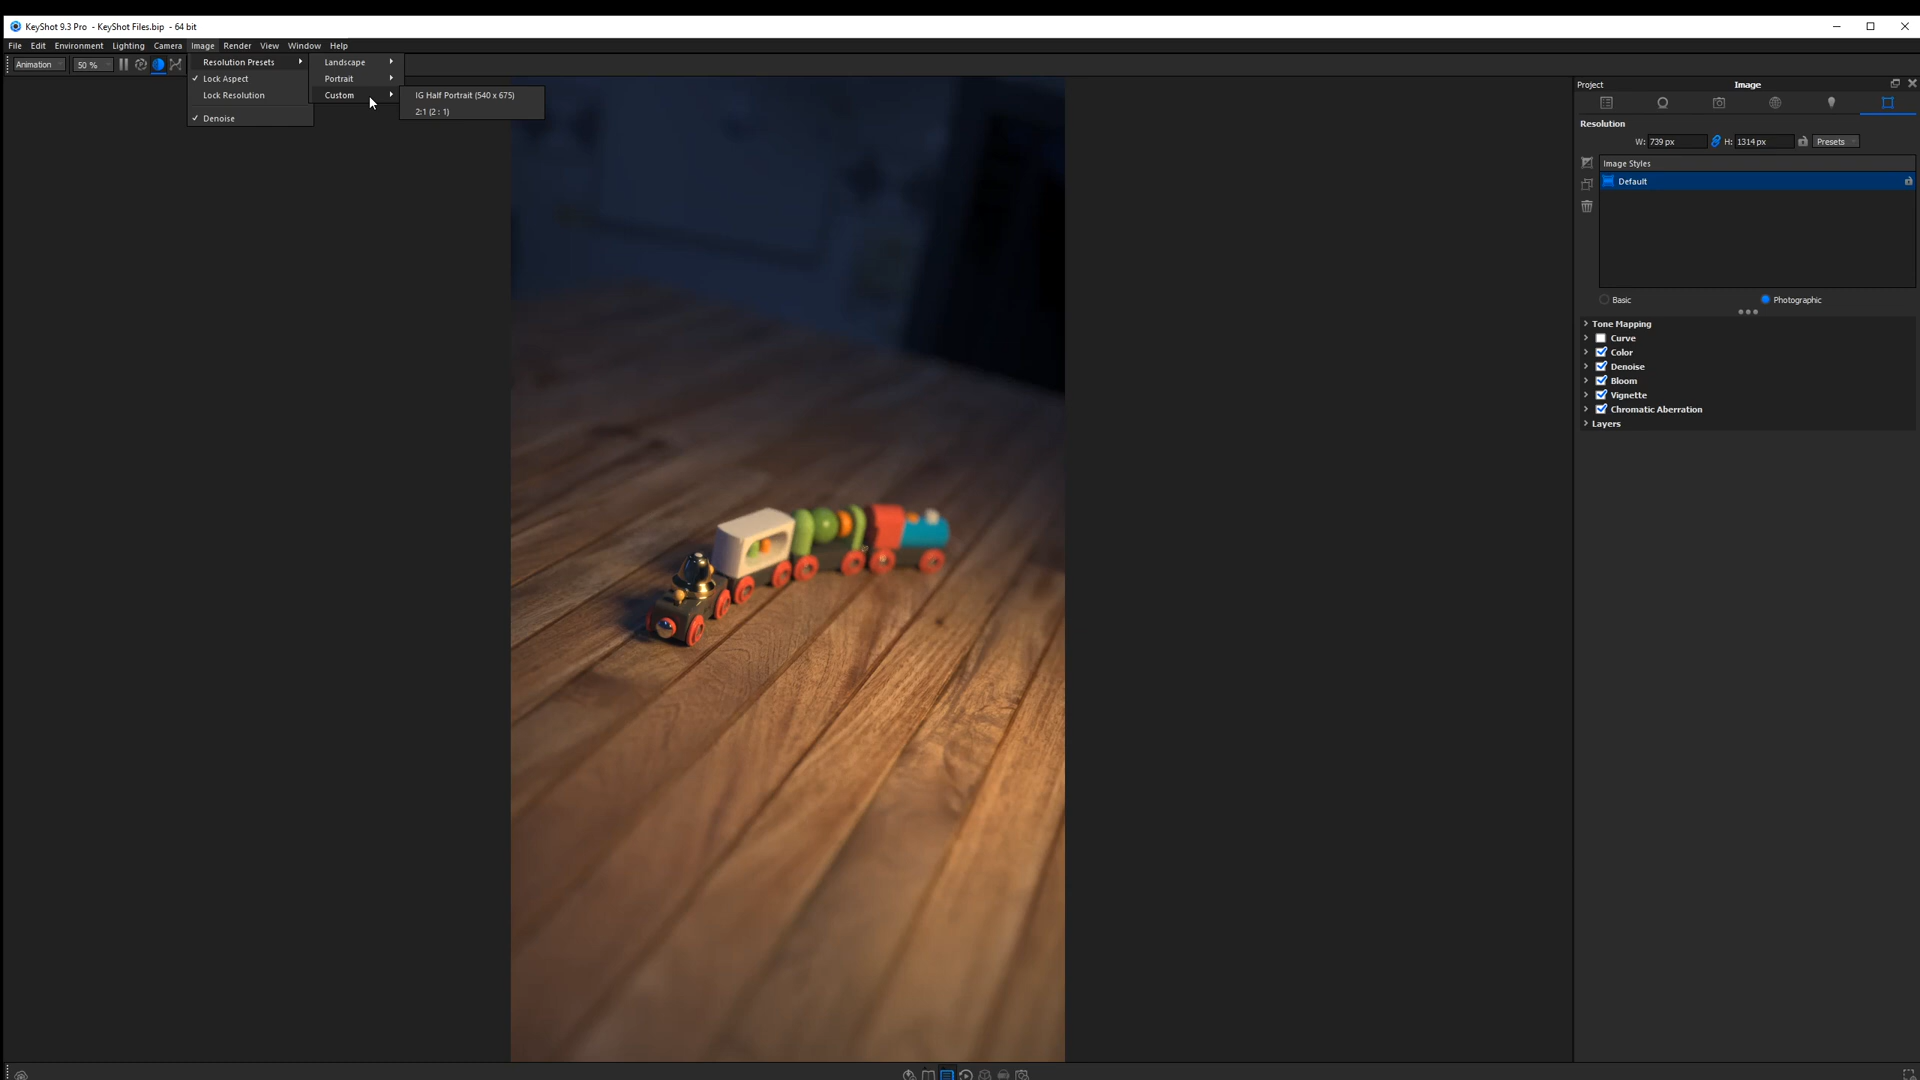 KeyShot 9.3 Pro - KeyShot Files.bip - 64 bit
File Edit Environment Lighting Camera Image Render View Window Help
Animation 50 %
Resolution Presets
Lock Aspect
Lock Resolution
Denoise
Landscape
Portrait
Custom
IG Half Portrait (540 x 675)
2:1 (2 : 1)
Project Image
Resolution
W: 739 px H: 1314 px Presets
Image Styles
Default
Basic Photographic
Tone Mapping
Curve
Color
Denoise
Bloom
Vignette
Chromatic Aberration
Layers